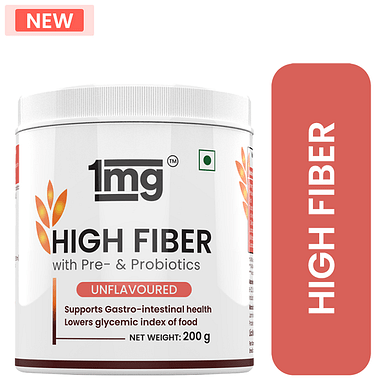 NEW
1mg™
HIGH FIBER
with Pre- & Probiotics
UNFLAVOURED
Supports Gastro-intestinal health
Lowers glycemic index of food
NET WEIGHT: 200 g
HIGH FIBER